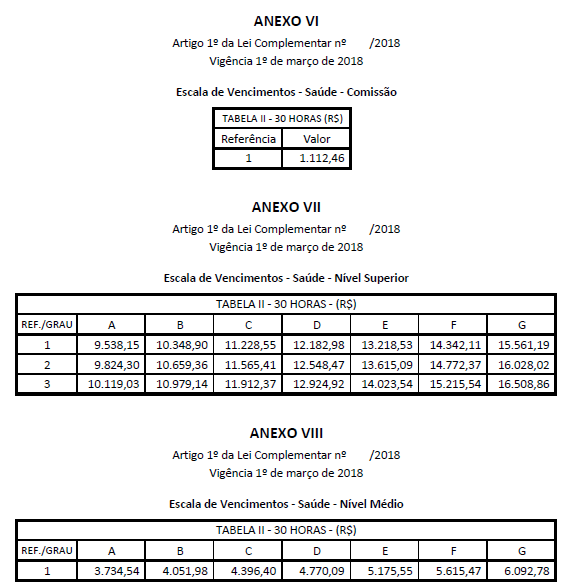 ANEXO VI
Artigo 1º da Lei Complementar nº /2018
Vigência 1º de março de 2018
Escala de Vencimentos - Saúde - Comissão
TABELA II - 30 HORAS (R$)
Referência Valor
1 1.112,46
ANEXO VII
Artigo 1º da Lei Complementar nº /2018
Vigência 1º de março de 2018
Escala de Vencimentos - Saúde - Nível Superior
TABELA II - 30 HORAS - (R$)
REF./GRAU A B C D E F G
1 9.538,15 10.348,90 11.228,55 12.182,98 13.218,53 14.342,11 15.561,19
2 9.824,30 10.659,36 11.565,41 12.548,47 13.615,09 14.772,37 16.028,02
3 10.119,03 10.979,14 11.912,37 12.924,92 14.023,54 15.215,54 16.508,86
ANEXO VIII
Artigo 1º da Lei Complementar nº /2018
Vigência 1º de março de 2018
Escala de Vencimentos - Saúde - Nível Médio
TABELA II - 30 HORAS - (R$)
REF./GRAU A B C D E F G
1 3.734,54 4.051,98 4.396,40 4.770,09 5.175,55 5.615,47 6.092,78